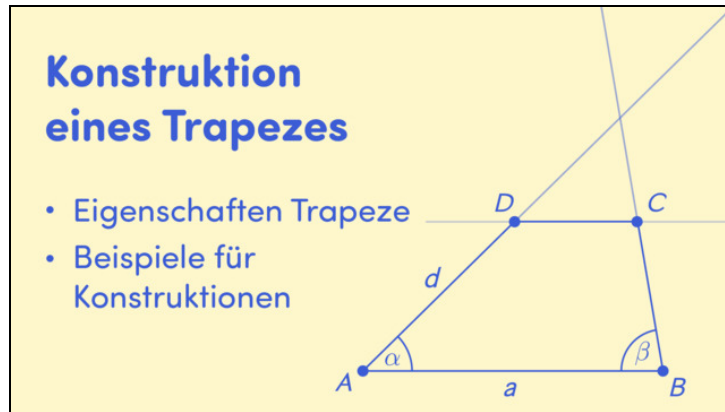 Konstruktion
eines Trapezes
• Eigenschaften Trapeze
• Beispiele für
Konstruktionen
D
C
d
α
β
A
a
B